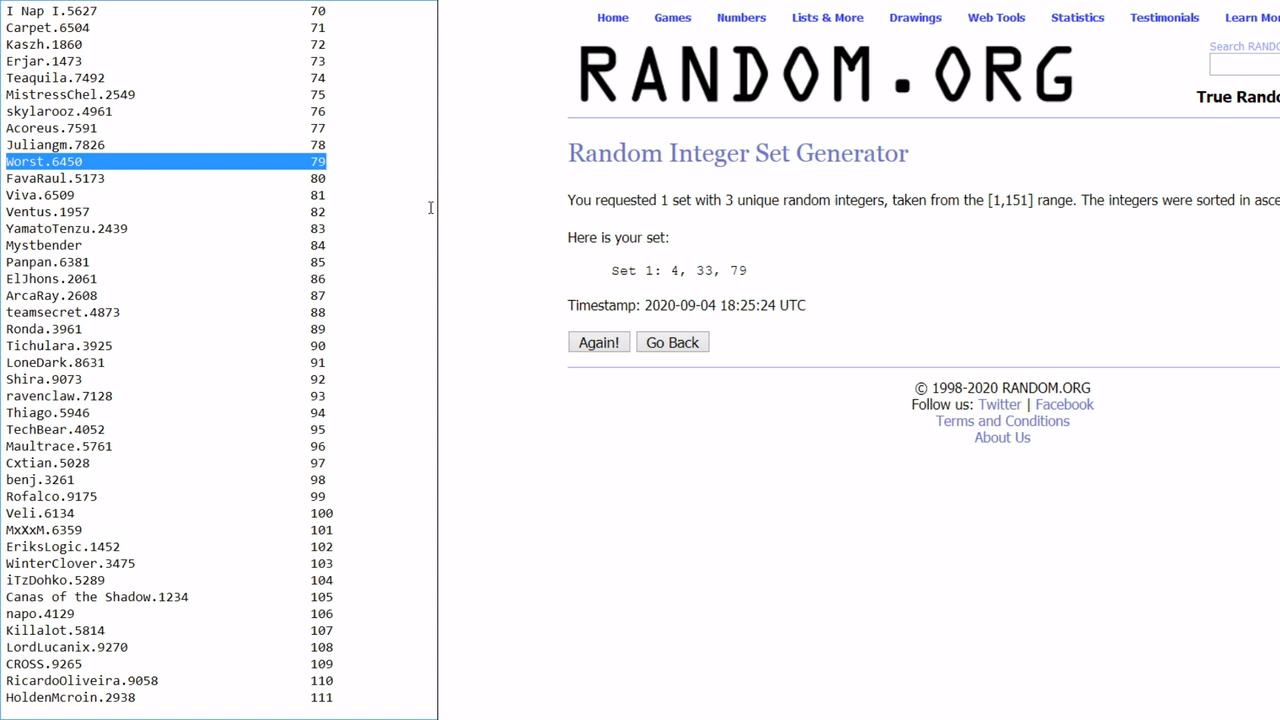 I Nap I.5627 70
Carpet.6504 71
Kaszh.1860 72
Erjar.1473 73
Teaquila.7492 74
MistressChel.2549 75
skylarooz.4961 76
Acoreus.7591 77
Juliangm.7826 78
Worst.6450 79
FavaRaul.5173 80
Viva.6509 81
Ventus.1957 82
YamatoTenzu.2439 83
Mystbender 84
Panpan.6381 85
ElJhons.2061 86
ArcaRay.2608 87
teamsecret.4873 88
Ronda.3961 89
Tichulara.3925 90
LoneDark.8631 91
Shira.9073 92
ravenclaw.7128 93
Thiago.5946 94
TechBear.4052 95
Maultrace.5761 96
Cxtian.5028 97
benj.3261 98
Rofalco.9175 99
Veli.6134 100
MxXxM.6359 101
EriksLogic.1452 102
WinterClover.3475 103
iTzDohko.5289 104
Canas of the Shadow.1234 105
napo.4129 106
Killalot.5814 107
LordLucanix.9270 108
CROSS.9265 109
RicardoOliveira.9058 110
HoldenMcroin.2938 111
Home Games Numbers Lists & More Drawings Web Tools Statistics Testimonials Learn Mor
Search RANDO
RANDOM.ORG
True Rando
Random Integer Set Generator
You requested 1 set with 3 unique random integers, taken from the [1,151] range. The integers were sorted in asce
Here is your set:
Set 1: 4, 33, 79
Timestamp: 2020-09-04 18:25:24 UTC
Again! Go Back
© 1998-2020 RANDOM.ORG
Follow us: Twitter | Facebook
Terms and Conditions
About Us